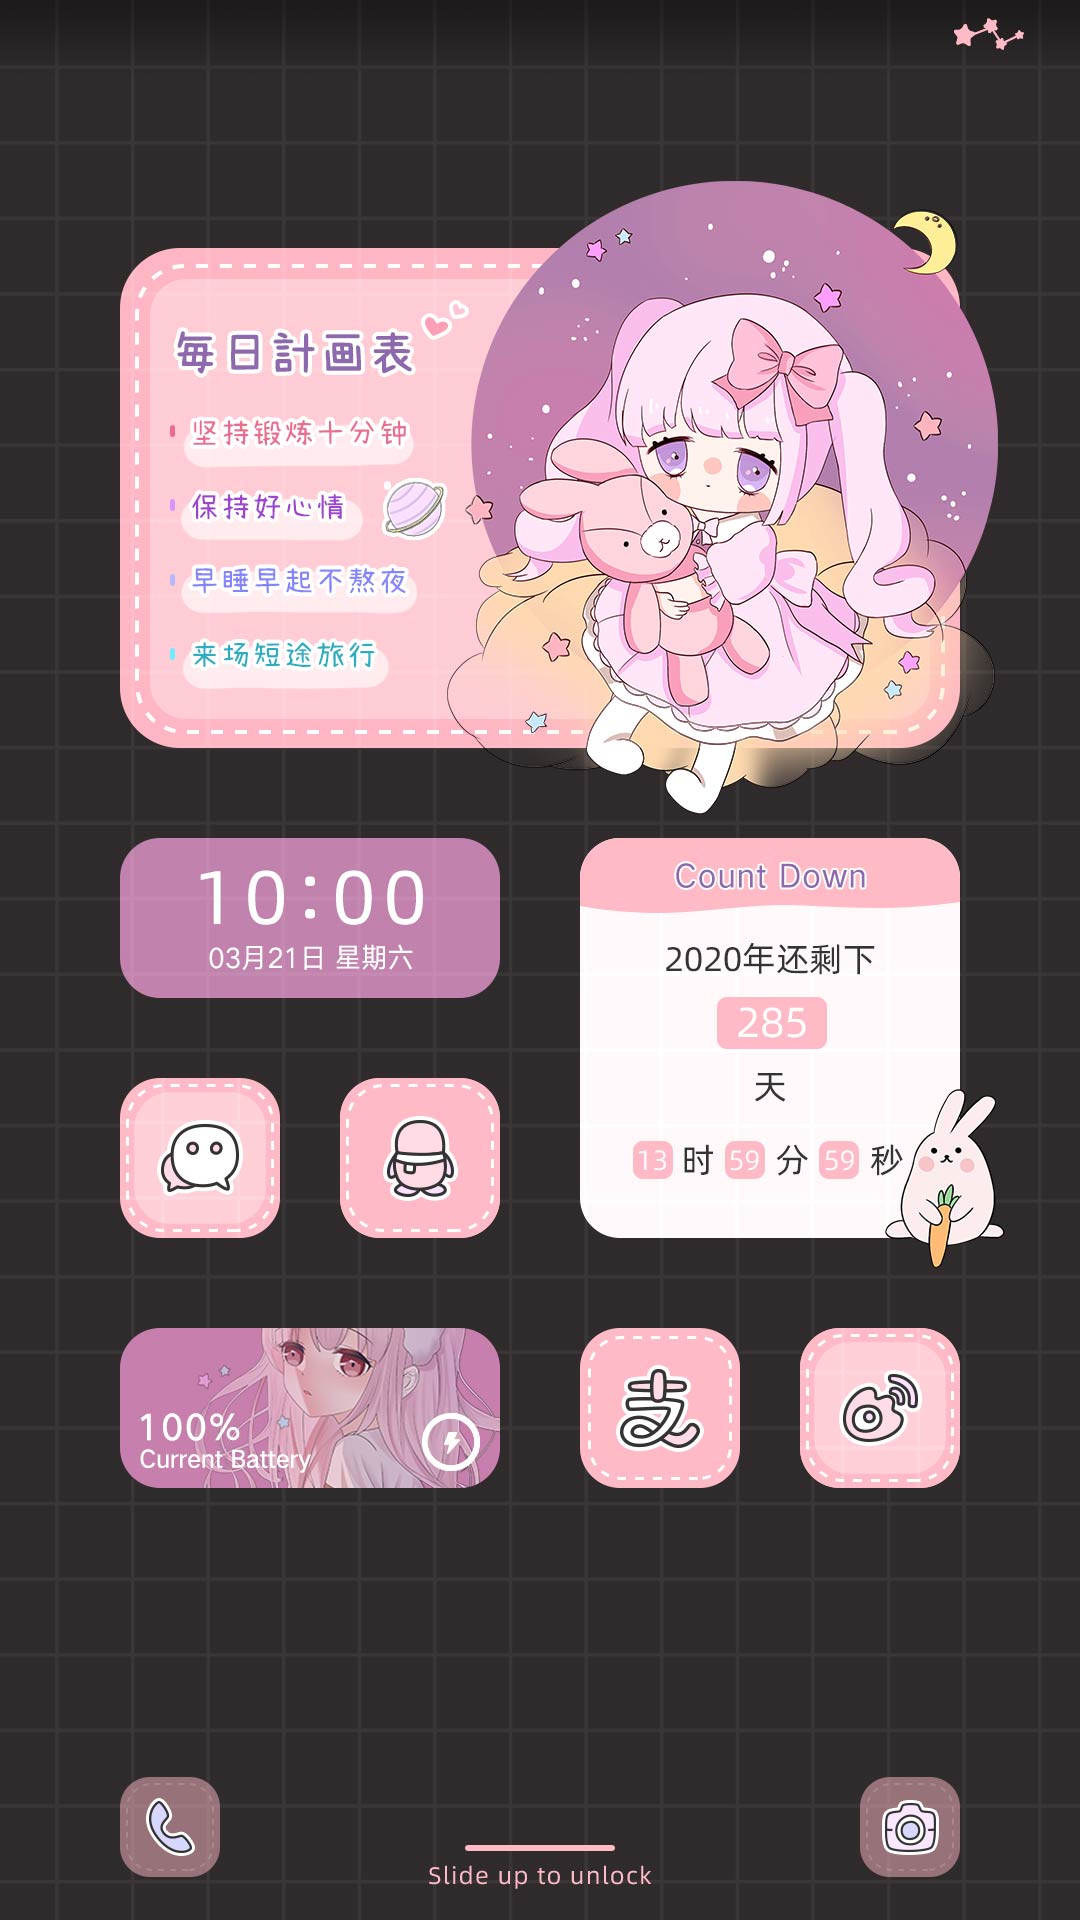 每日計画表
坚持锻炼十分钟
保持好心情
早睡早起不熬夜
来场短途旅行
10:00
03月21日 星期六
Count Down
2020年还剩下
285
天
13 时 59 分 59 秒
100%
Current Battery
支
Slide up to unlock